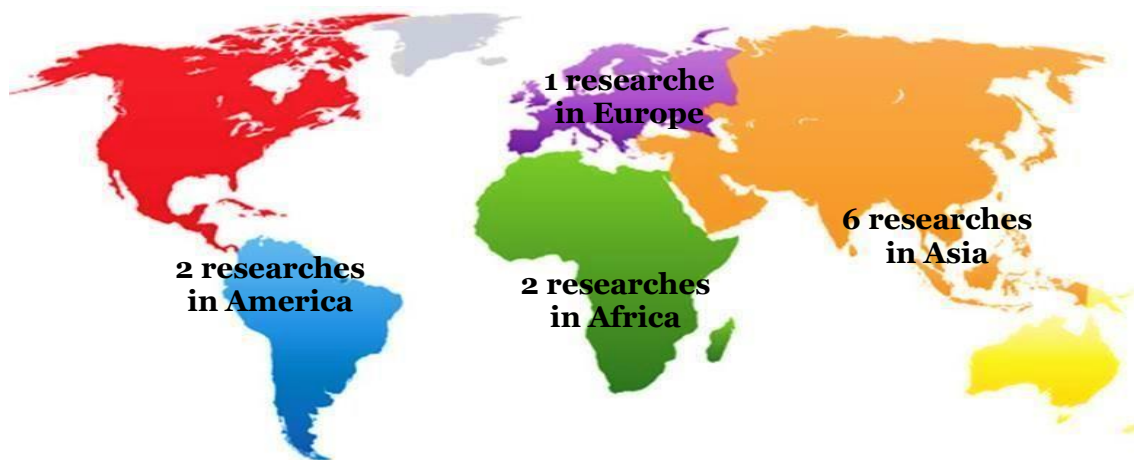 1 researche
in Europe
6 researches
in Asia
2 researches
in America
2 researches
in Africa